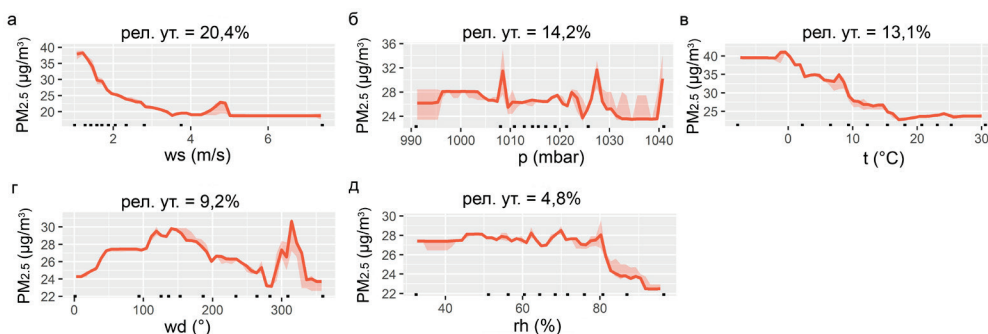 а
рел. ут. = 20,4%
PM2.5 (µg/m³)
40
35
30
25
20
2
4
6
ws (m/s)
б
рел. ут. = 14,2%
PM2.5 (µg/m³)
36
32
28
24
990
1000
1010
1020
1030
1040
p (mbar)
в
рел. ут. = 13,1%
PM2.5 (µg/m³)
40
35
30
25
0
10
20
30
t (°C)
г
рел. ут. = 9,2%
PM2.5 (µg/m³)
30
28
26
24
22
0
100
200
300
wd (°)
д
рел. ут. = 4,8%
PM2.5 (µg/m³)
30
28
26
24
22
40
60
80
rh (%)